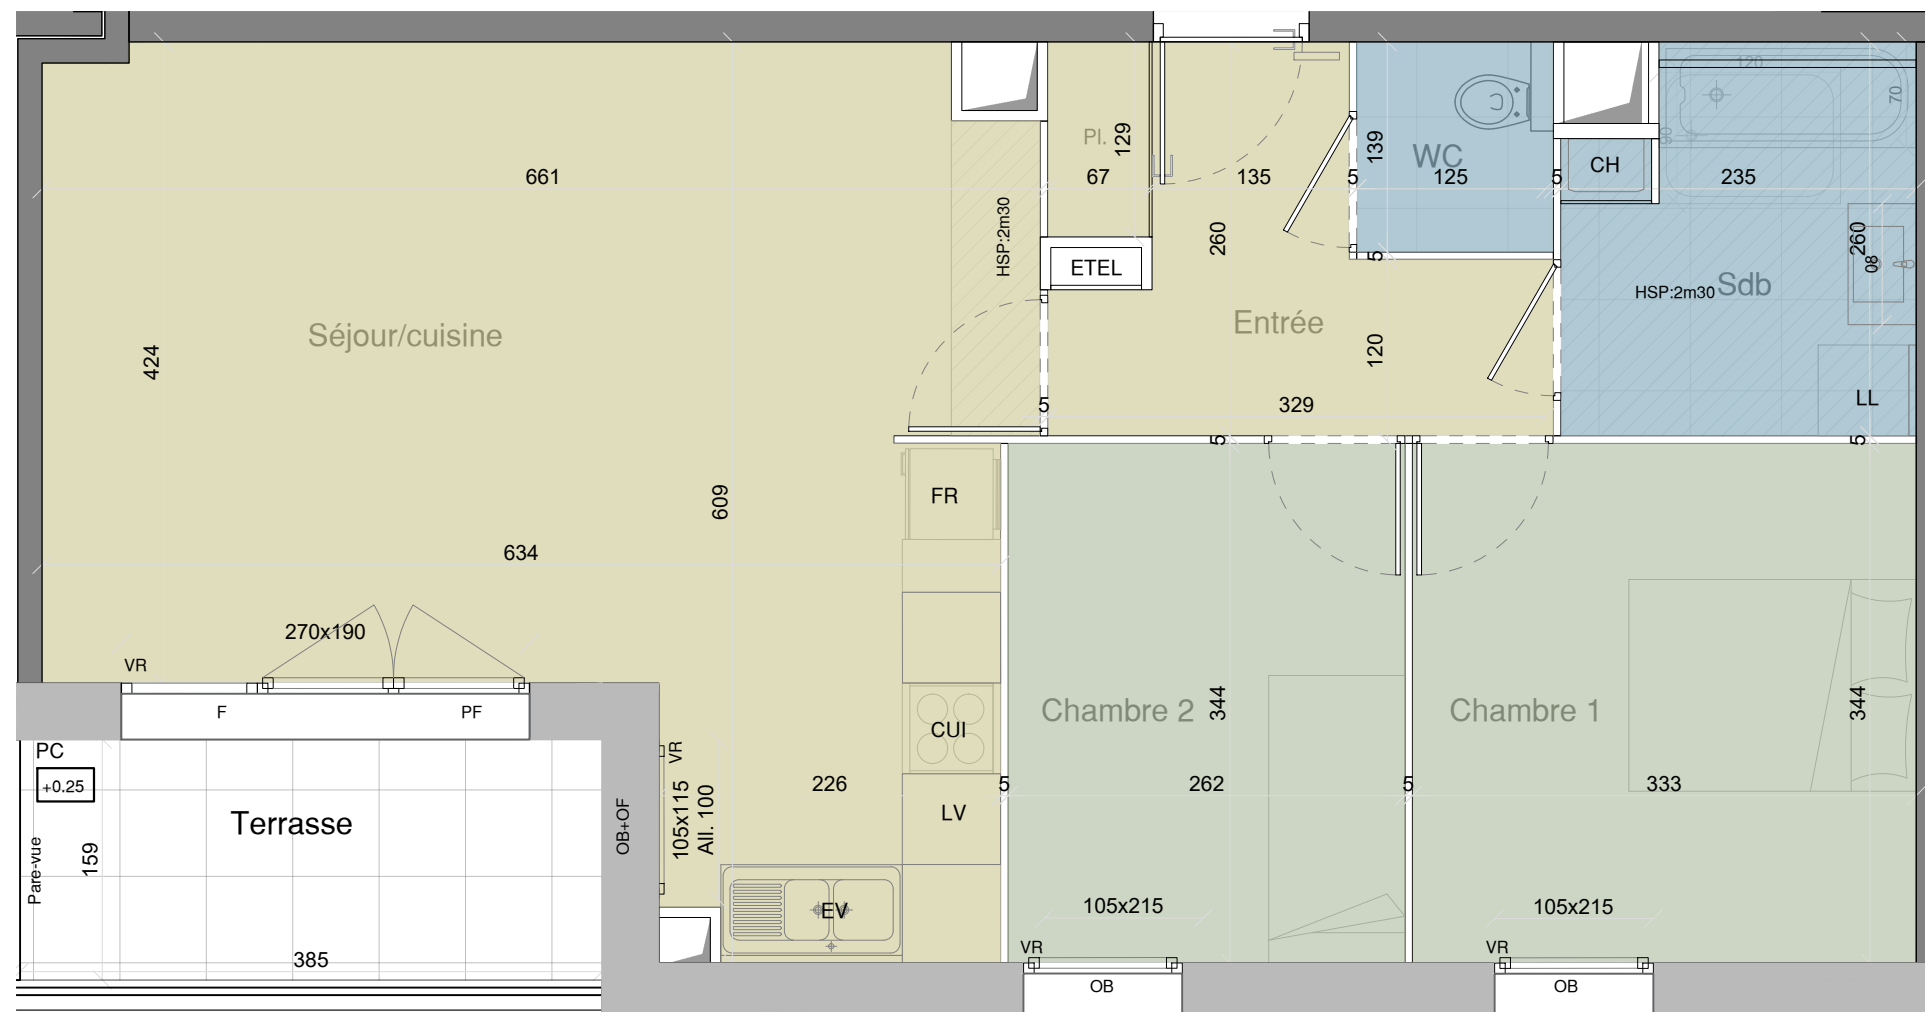 120
70
90
Pl.
129
139
WC
CH
661
67
135
5
125
5
235
HSP:2m30
260
5
260
80
ETEL
HSP:2m30
Sdb
Séjour/cuisine
Entrée
424
120
LL
5
329
5
5
FR
609
634
270x190
VR
F
PF
Chambre 2
344
Chambre 1
344
PC
+0.25
VR
CUI
226
5
262
5
333
Terrasse
OB+OF
105x115
All. 100
LV
159
Pare-vue
EV
105x215
105x215
385
VR
VR
OB
OB